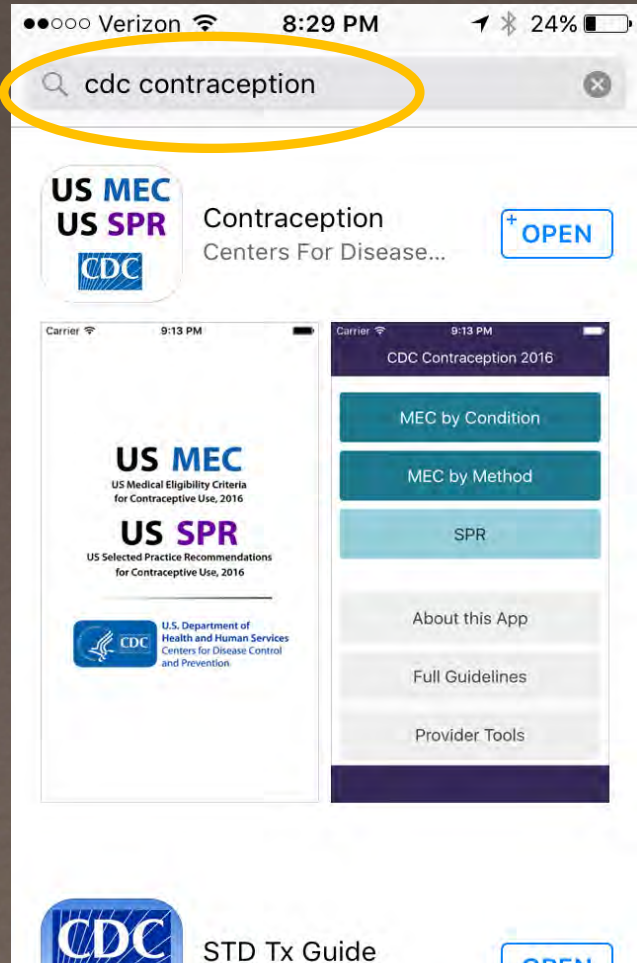 Verizon 8:29 PM 24%
cdc contraception
US MEC
US SPR
CDC
Contraception
Centers For Disease...
+OPEN
Carrier 9:13 PM
US MEC
US Medical Eligibility Criteria
for Contraceptive Use, 2016
US SPR
US Selected Practice Recommendations
for Contraceptive Use, 2016
CDC
U.S. Department of
Health and Human Services
Centers for Disease Control
and Prevention
Carrier 9:13 PM
CDC Contraception 2016
MEC by Condition
MEC by Method
SPR
About this App
Full Guidelines
Provider Tools
CDC
STD Tx Guide
OPEN